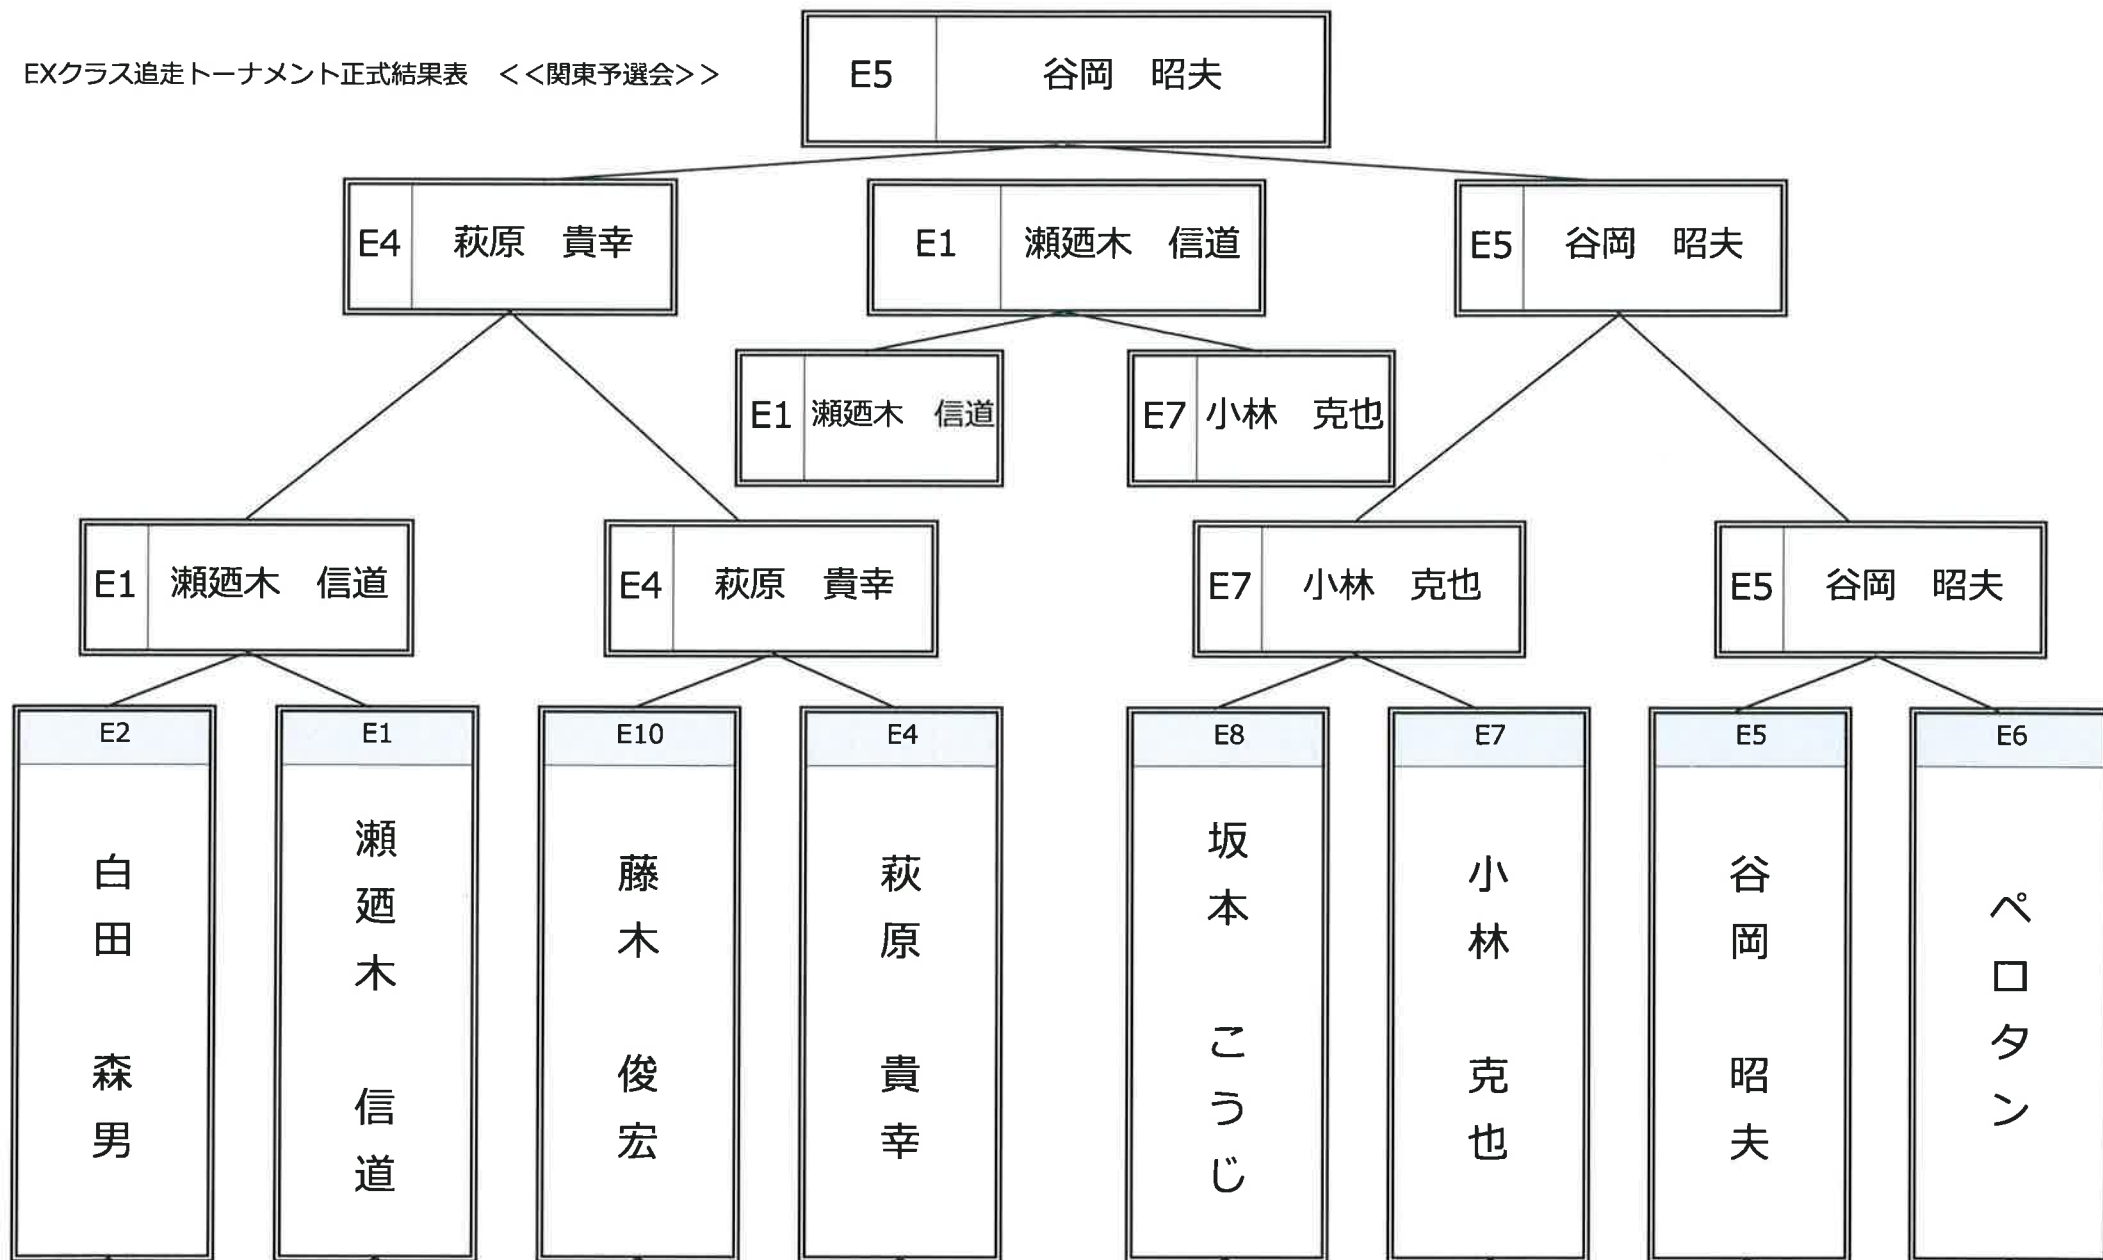 EXクラス追走トーナメント正式結果表　<<関東予選会>>
E5 谷岡　昭夫
E4 萩原　貴幸
E1 瀬廼木　信道
E5 谷岡　昭夫
E1 瀬廼木　信道
E7 小林　克也
E1 瀬廼木　信道
E4 萩原　貴幸
E7 小林　克也
E5 谷岡　昭夫
E2
白田　森男
E1
瀬廼木　信道
E10
藤木　俊宏
E4
萩原　貴幸
E8
坂本　こうじ
E7
小林　克也
E5
谷岡　昭夫
E6
ペロタン